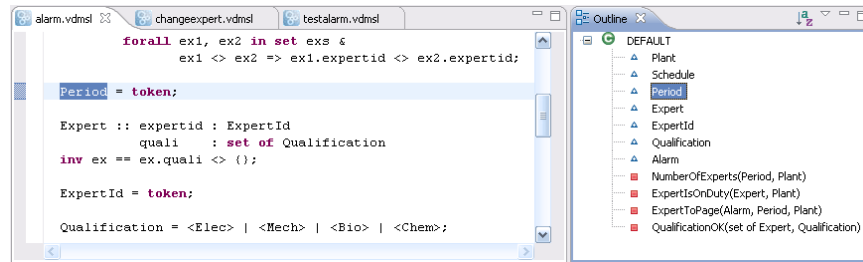 alarm.vdmsl
changeexpert.vdmsl
testalarm.vdmsl
forall ex1, ex2 in set exs &
ex1 <> ex2 => ex1.expertid <> ex2.expertid;
Period = token;
Expert :: expertid : ExpertId
quali : set of Qualification
inv ex == ex.quali <> {};
ExpertId = token;
Qualification = <Elec> | <Mech> | <Bio> | <Chem>;
Outline
DEFAULT
Plant
Schedule
Period
Expert
ExpertId
Qualification
Alarm
NumberOfExperts(Period, Plant)
ExpertIsOnDuty(Expert, Plant)
ExpertToPage(Alarm, Period, Plant)
QualificationOK(set of Expert, Qualification)